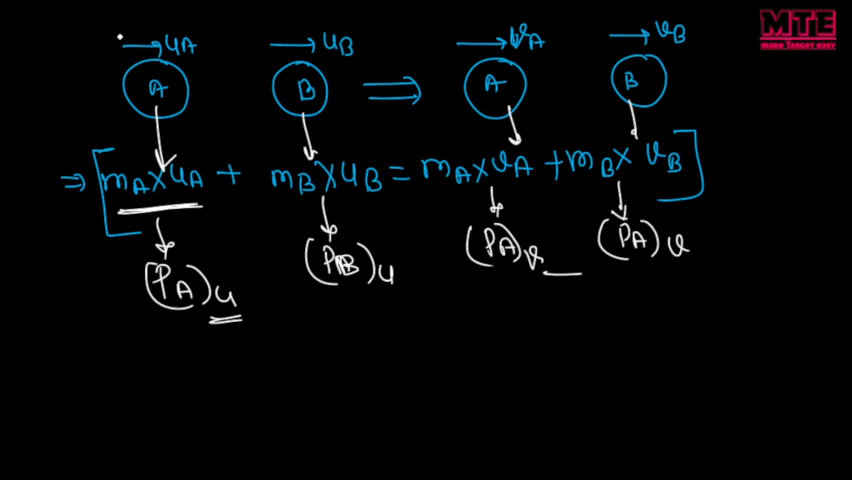 MTE
made Target easy
→uA →uB →vA →vB
A B ⟹ A B
⇒ [mA×uA + mB×uB = mA×vA + mB×vB]
(PA)u (PB)u (PA)v (PA)v